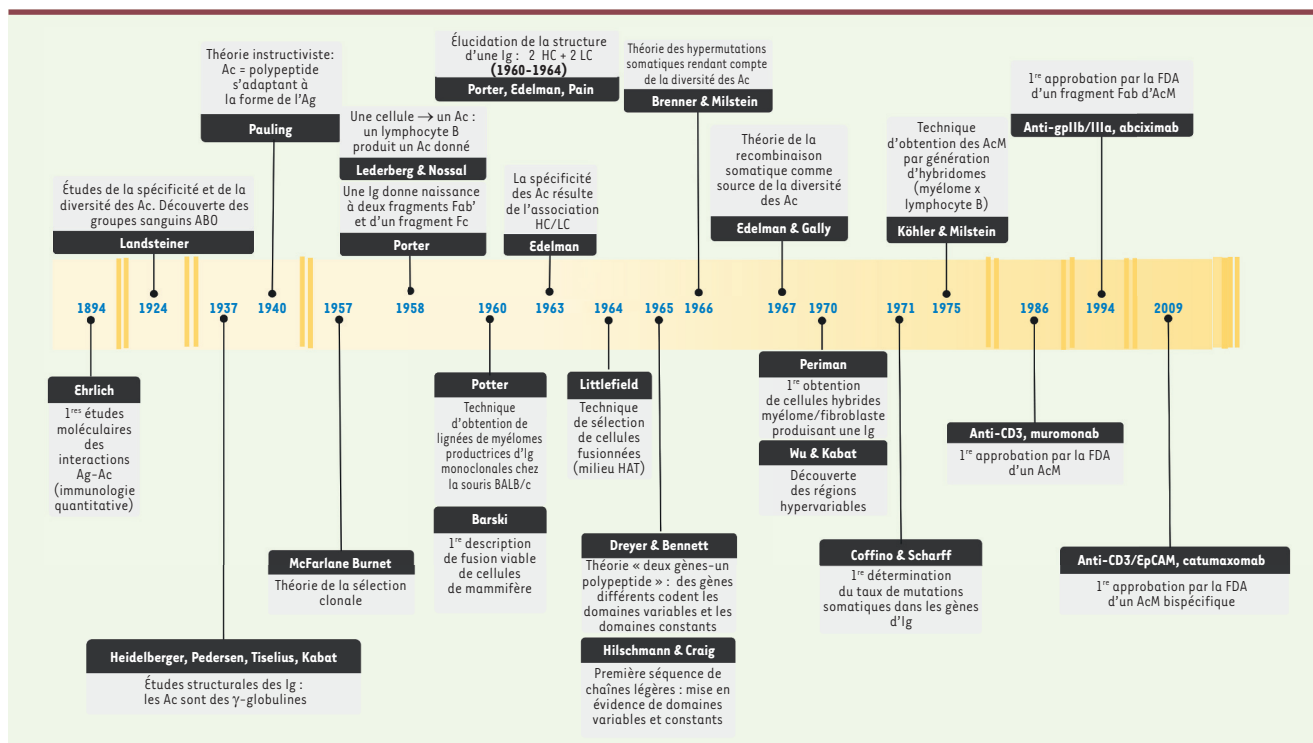 Théorie instructiviste:
Ac = polypeptide
s'adaptant à
la forme de l'Ag
Pauling
Élucidation de la structure
d'une Ig : 2 HC + 2 LC
(1960-1964)
Porter, Edelman, Pain
Théorie des hypermutations
somatiques rendant compte
de la diversité des Ac
Brenner & Milstein
1re approbation par la FDA
d'un fragment Fab d'AcM
Anti-gpIIb/IIIa, abciximab
Études de la spécificité et de la
diversité des Ac. Découverte des
groupes sanguins ABO
Landsteiner
Une cellule → un Ac :
un lymphocyte B
produit un Ac donné
Lederberg & Nossal
Une Ig donne naissance
à deux fragments Fab'
et d'un fragment Fc
Porter
La spécificité
des Ac résulte
de l'association
HC/LC
Edelman
Théorie de la
recombinaison
somatique comme
source de la diversité
des Ac
Edelman & Gally
Technique
d'obtention des AcM
par génération
d'hybridomes
(myélome x
lymphocyte B)
Köhler & Milstein
1894 1924 1937 1940 1957 1958 1960 1963 1964 1965 1966 1967 1970 1971 1975 1986 1994 2009
Ehrlich
1res études
moléculaires
des
interactions
Ag-Ac
(immunologie
quantitative)
Heidelberger, Pedersen, Tiselius, Kabat
Études structurales des Ig :
les Ac sont des γ-globulines
McFarlane Burnet
Théorie de la sélection
clonale
Potter
Technique
d'obtention de
lignées de myélomes
productrices d'Ig
monoclonales chez
la souris BALB/c
Barski
1re description
de fusion viable
de cellules
de mammifère
Littlefield
Technique
de sélection
de cellules
fusionnées
(milieu HAT)
Dreyer & Bennett
Théorie « deux gènes-un
polypeptide » : des gènes
différents codent les
domaines variables et les
domaines constants
Hilschmann & Craig
Première séquence de
chaînes légères : mise en
évidence de domaines
variables et constants
Periman
1re obtention
de cellules hybrides
myélome/fibroblaste
produisant une Ig
Wu & Kabat
Découverte
des régions
hypervariables
Coffino & Scharff
1re détermination
du taux de mutations
somatiques dans les gènes
d'Ig
Anti-CD3, muromonab
1re approbation par la FDA
d'un AcM
Anti-CD3/EpCAM, catumaxomab
1re approbation par la FDA
d'un AcM bispécifique